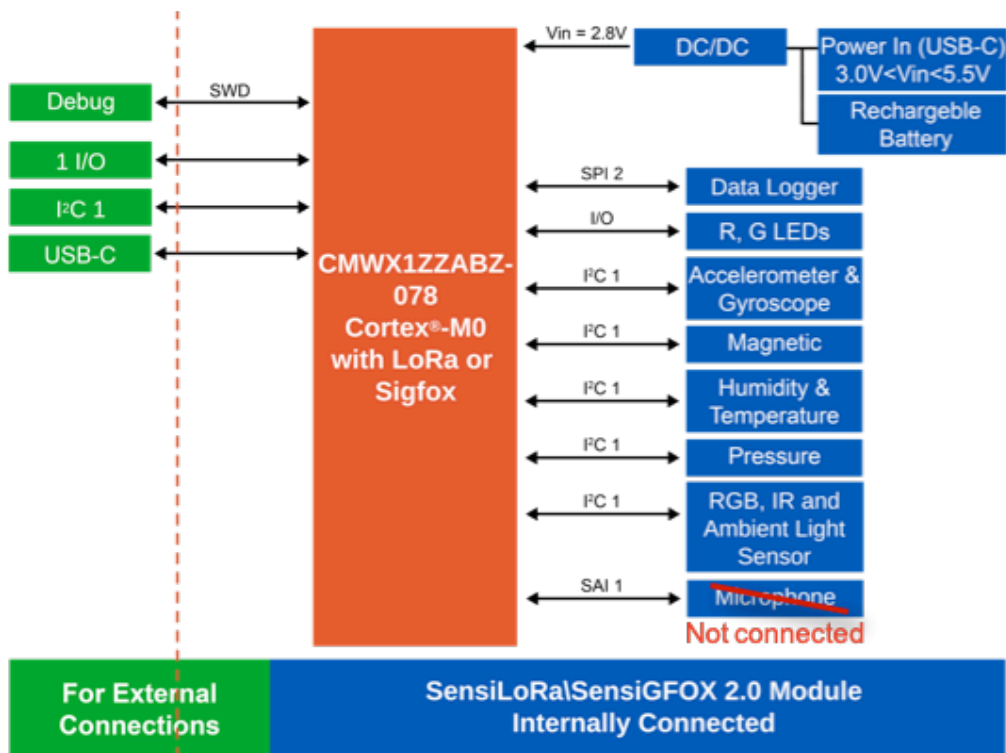 Vin = 2.8V
DC/DC
Power In (USB-C)
3.0V<Vin<5.5V
Rechargeble
Battery
Debug
SWD
1 I/O
I²C 1
USB-C
CMWX1ZZABZ-
078
Cortex®-M0
with LoRa or
Sigfox
SPI 2
Data Logger
I/O
R, G LEDs
I²C 1
Accelerometer &
Gyroscope
I²C 1
Magnetic
I²C 1
Humidity &
Temperature
I²C 1
Pressure
I²C 1
RGB, IR and
Ambient Light
Sensor
SAI 1
Microphone
Not connected
For External
Connections
SensiLoRa\SensiGFOX 2.0 Module
Internally Connected